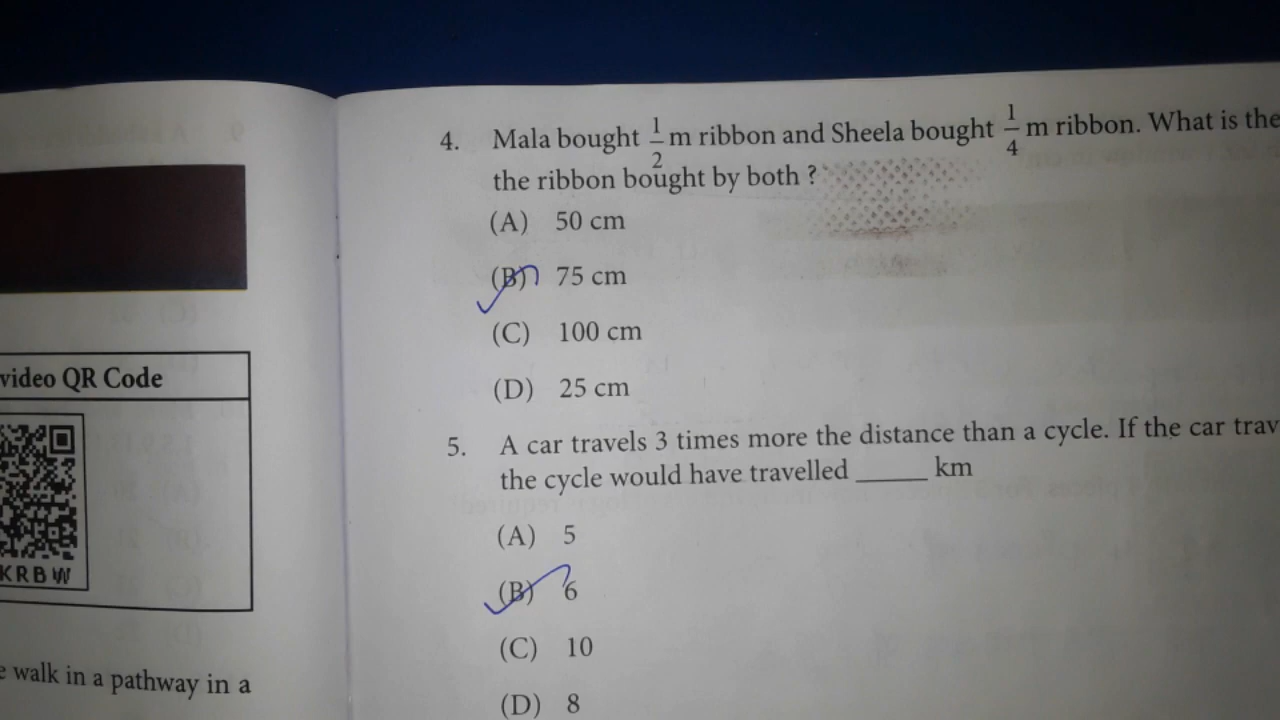 video QR Code
KRBW
walk in a pathway in a
4. Mala bought 1/2 m ribbon and Sheela bought 1/4 m ribbon. What is the
the ribbon bought by both ?
(A) 50 cm
(B) 75 cm
(C) 100 cm
(D) 25 cm
5. A car travels 3 times more the distance than a cycle. If the car trav
the cycle would have travelled _____ km
(A) 5
(B) 6
(C) 10
(D) 8